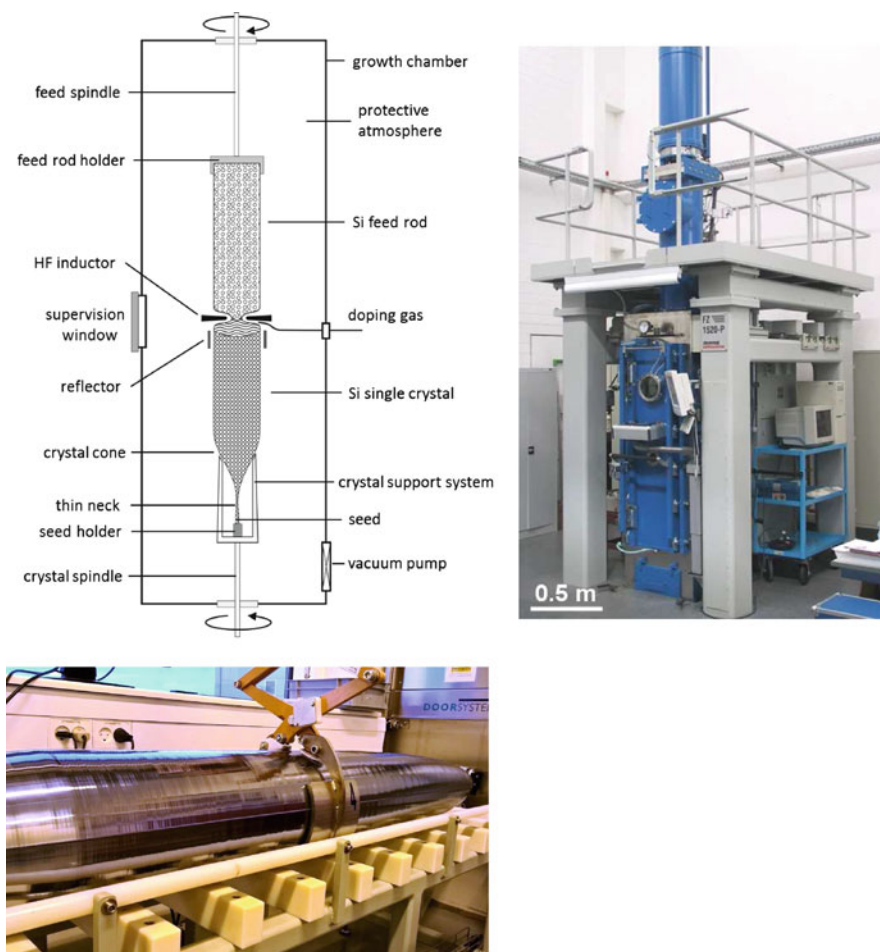 growth chamber
feed spindle
protective
atmosphere
feed rod holder
Si feed rod
HF inductor
supervision
window
doping gas
reflector
Si single crystal
crystal cone
crystal support system
thin neck
seed
seed holder
vacuum pump
crystal spindle
FZ
1520-P
0.5 m
DOORSYSTEM
4